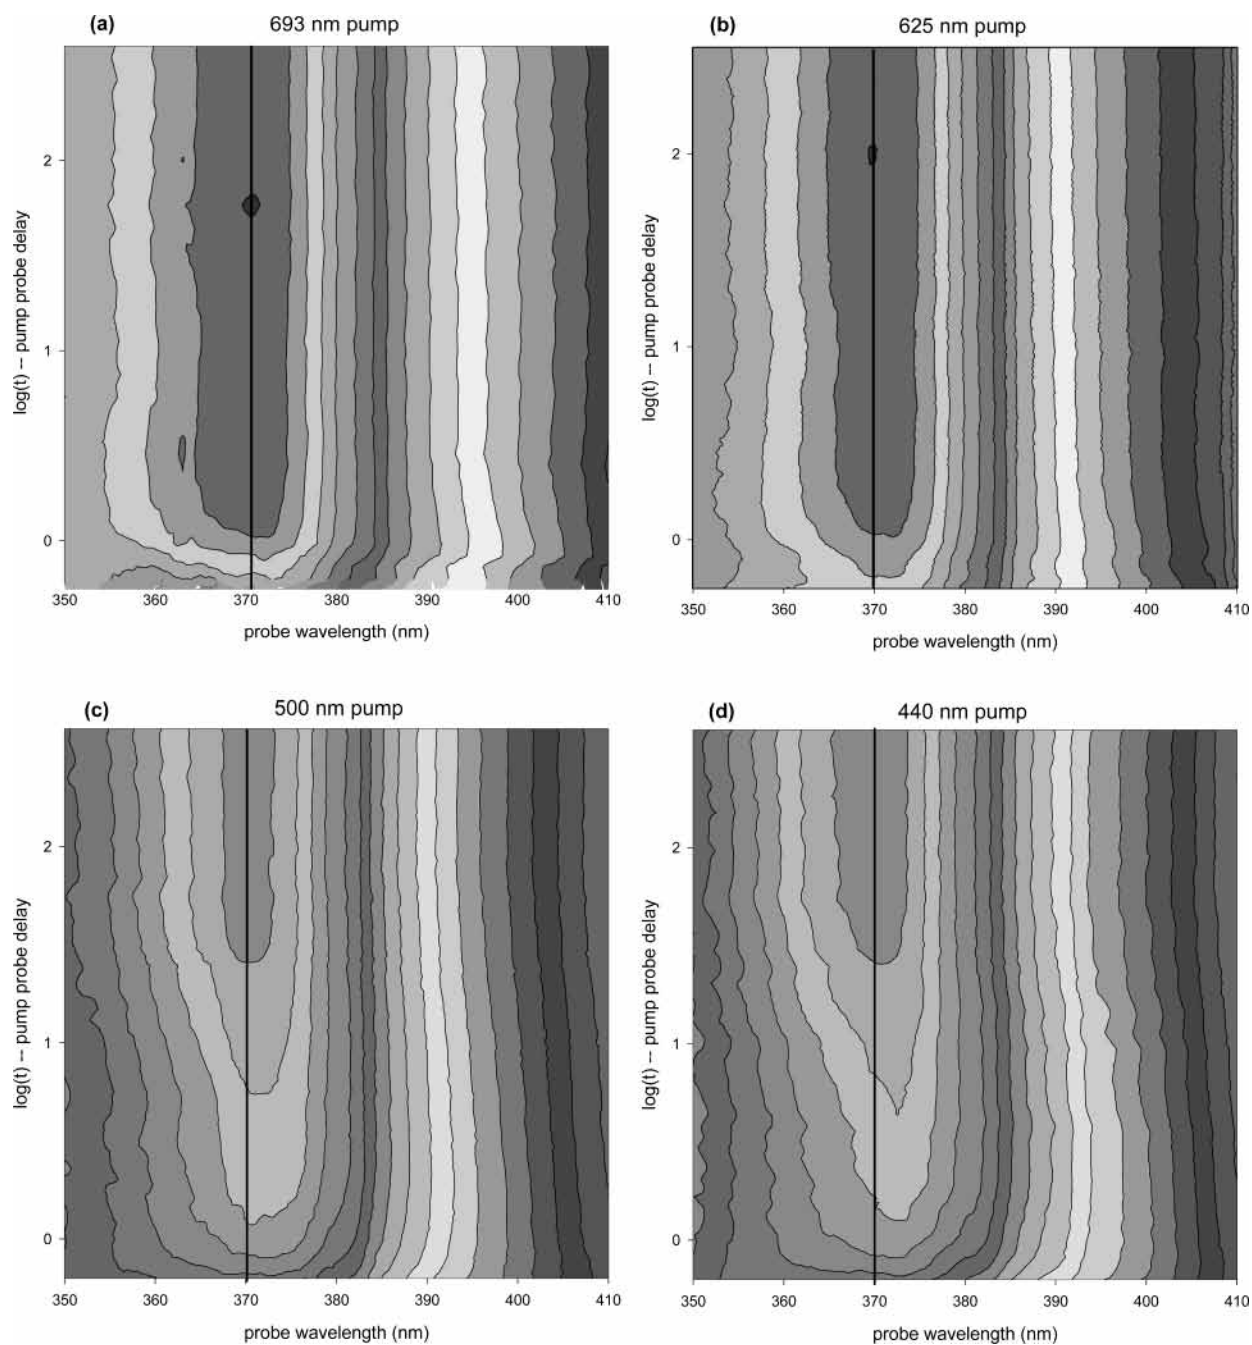 (a) 693 nm pump
log(t) -- pump probe delay
2
1
0
350 360 370 380 390 400 410
probe wavelength (nm)
(b) 625 nm pump
log(t) -- pump probe delay
2
1
0
350 360 370 380 390 400 410
probe wavelength (nm)
(c) 500 nm pump
log(t) -- pump probe delay
2
1
0
350 360 370 380 390 400 410
probe wavelength (nm)
(d) 440 nm pump
log(t) -- pump probe delay
2
1
0
350 360 370 380 390 400 410
probe wavelength (nm)